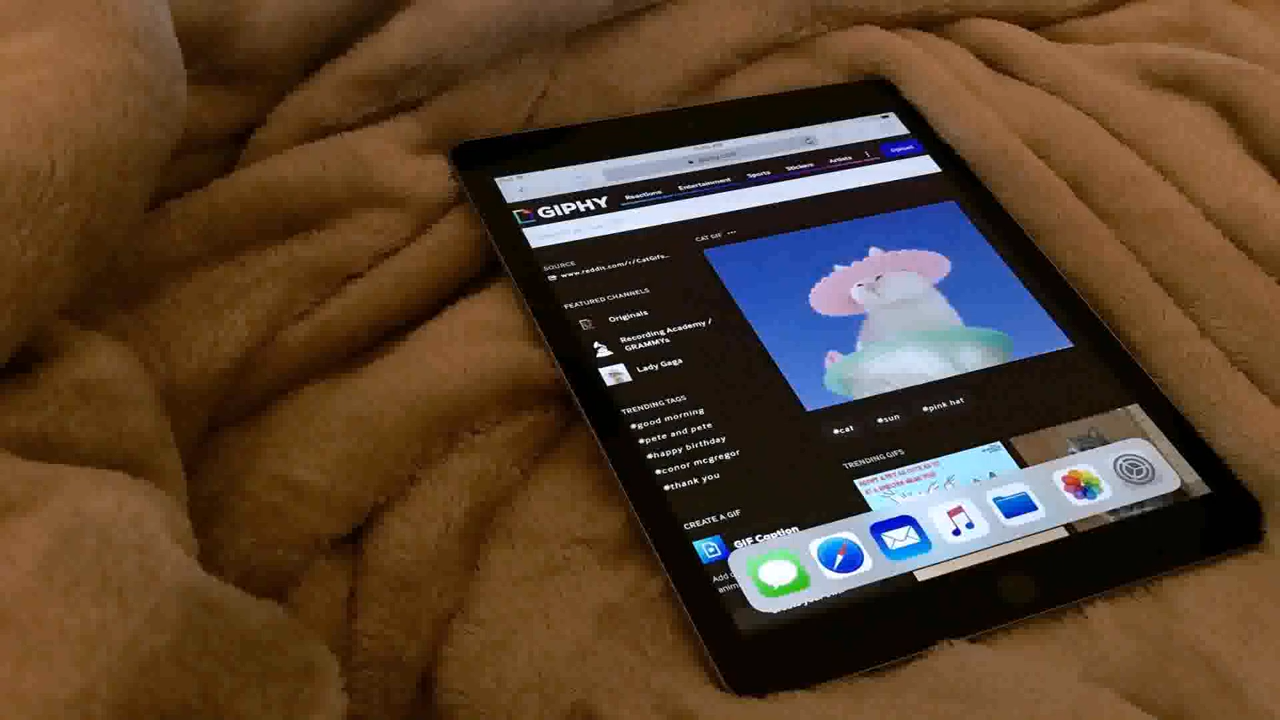 giphy.com
GIPHY
Reactions Entertainment Sports Stickers Artists
Upload
SOURCE
www.reddit.com/r/CatGifs...
CAT GIF ...
FEATURED CHANNELS
Originals
Recording Academy /
GRAMMYs
Lady Gaga
TRENDING TAGS
#good morning
#pete and pete
#happy birthday
#conor mcgregor
#thank you
#cat #sun #pink hat
TRENDING GIFS
CREATE A GIF
GIF Caption